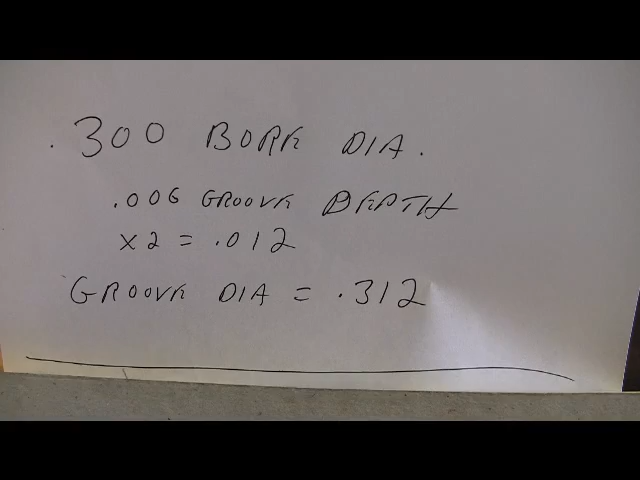 .300 BORE DIA.
.006 GROOVE DEPTH
x2 = .012
GROOVE DIA = .312